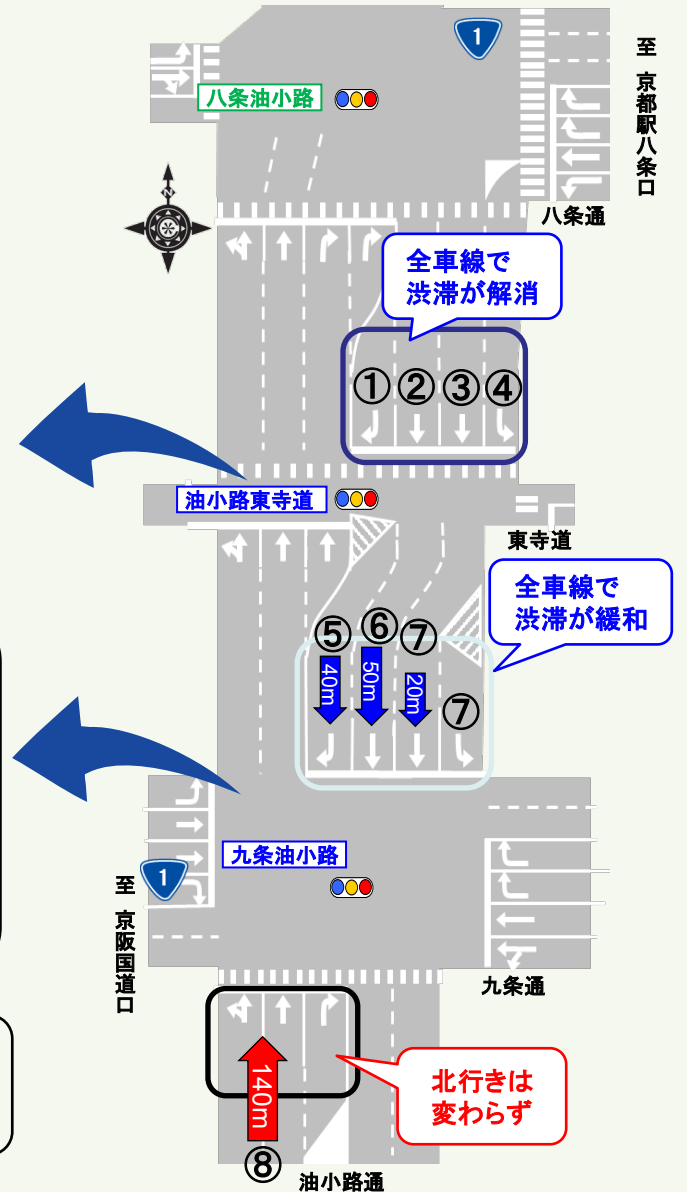 1
至 京都駅八条口
八条油小路
八条通
N
全車線で
渋滞が解消
① ② ③ ④
油小路東寺道
東寺道
全車線で
渋滞が緩和
⑤ ⑥ ⑦
40m 50m 20m
⑦
九条油小路
1
至 京阪国道口
九条通
140m
⑧
北行きは
変わらず
油小路通